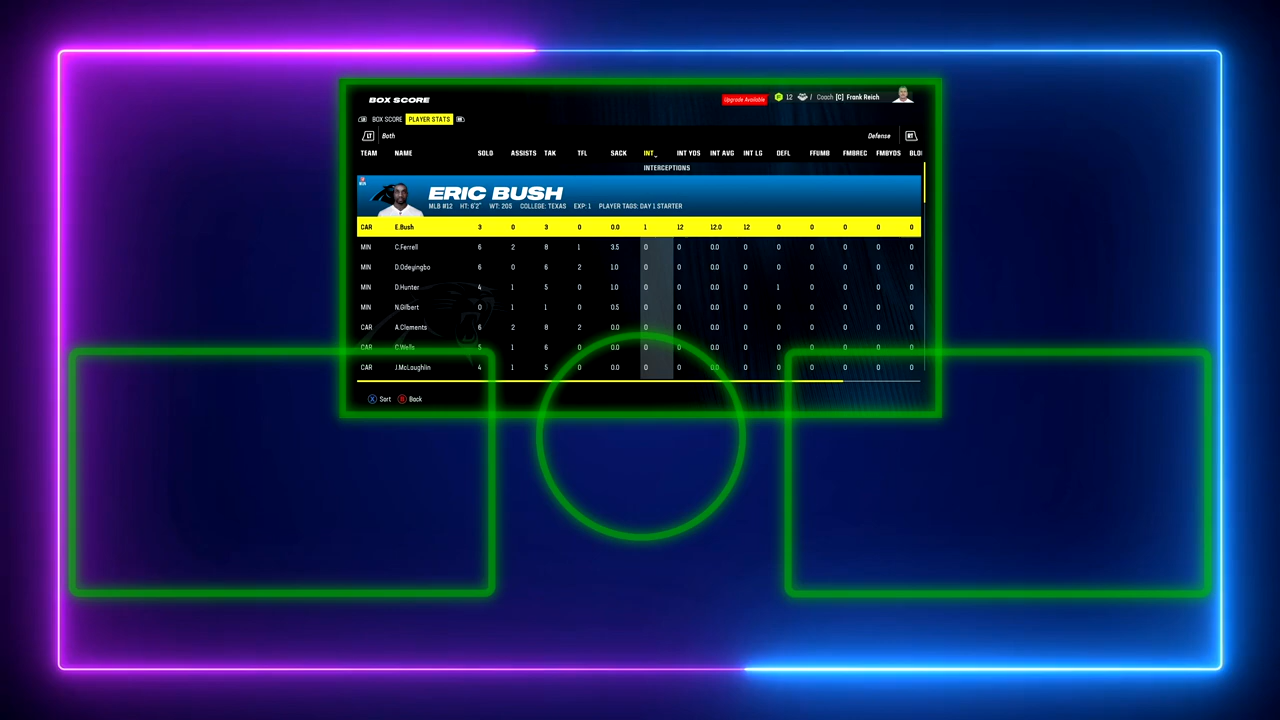 BOX SCORE Upgrade Available 12 Coach [C] Frank Reich
LB BOX SCORE PLAYER STATS RB
LT Both Defense RT
TEAM NAME SOLO ASSISTS TAK TFL SACK INT INT YDS INT AVG INT LG DEFL FFUMB FMBREC FMBYDS BLO
INTERCEPTIONS
ERIC BUSH
MLB #12 HT: 6'2" WT: 205 COLLEGE: TEXAS EXP: 1 PLAYER TAGS: DAY 1 STARTER
CAR E.Bush 3 0 3 0 0.0 1 12 12.0 12 0 0 0 0 0
MIN C.Ferrell 6 2 8 1 3.5 0 0 0.0 0 0 0 0 0 0
MIN D.Odeyingbo 6 0 6 2 1.0 0 0 0.0 0 0 0 0 0 0
MIN D.Hunter 4 1 5 0 1.0 0 0 0.0 0 1 0 0 0 0
MIN N.Gilbert 0 1 1 0 0.5 0 0 0.0 0 0 0 0 0 0
CAR A.Clements 6 2 8 2 0.0 0 0 0.0 0 0 0 0 0 0
CAR C.Wells 5 1 6 0 0.0 0 0 0.0 0 0 0 0 0 0
CAR J.McLaughlin 4 1 5 0 0.0 0 0 0.0 0 0 0 0 0 0
X Sort B Back